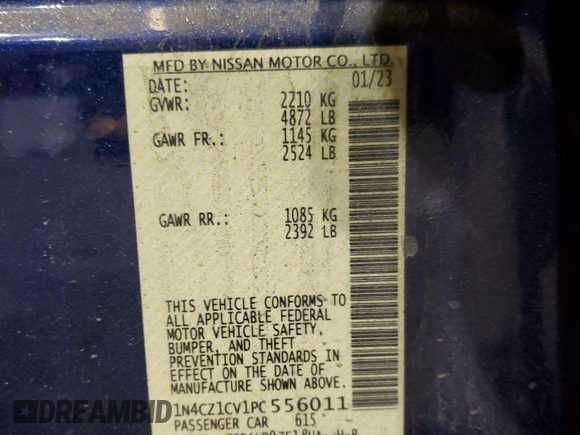 MFD BY NISSAN MOTOR CO., LTD.
DATE: 01/23
GVWR: 2210 KG
4872 LB
GAWR FR.: 1145 KG
2524 LB
GAWR RR.: 1085 KG
2392 LB
THIS VEHICLE CONFORMS TO
ALL APPLICABLE FEDERAL
MOTOR VEHICLE SAFETY,
BUMPER, AND THEFT
PREVENTION STANDARDS IN
EFFECT ON THE DATE OF
MANUFACTURE SHOWN ABOVE.
1N4CZ1CV1PC556011
PASSENGER CAR 615